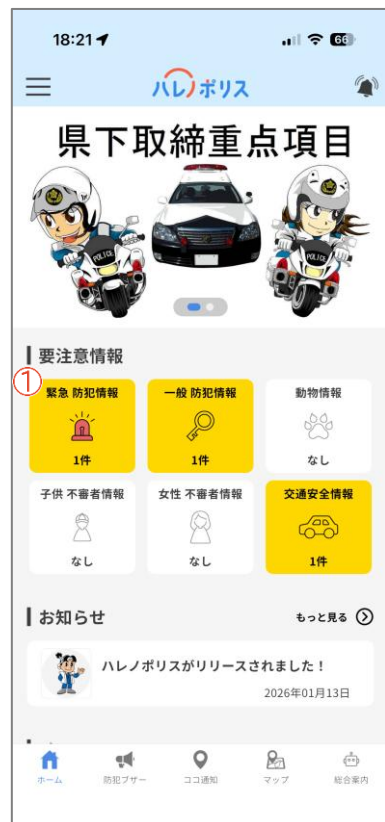 18:21
66
ハレノポリス
県下取締重点項目
POLICE
POLICE
要注意情報
①
緊急 防犯情報
一般 防犯情報
動物情報
1件
1件
なし
子供 不審者情報
女性 不審者情報
交通安全情報
なし
なし
1件
お知らせ
もっと見る
ハレノポリスがリリースされました！
2026年01月13日
ホーム
防犯ブザー
ココ通知
マップ
総合案内